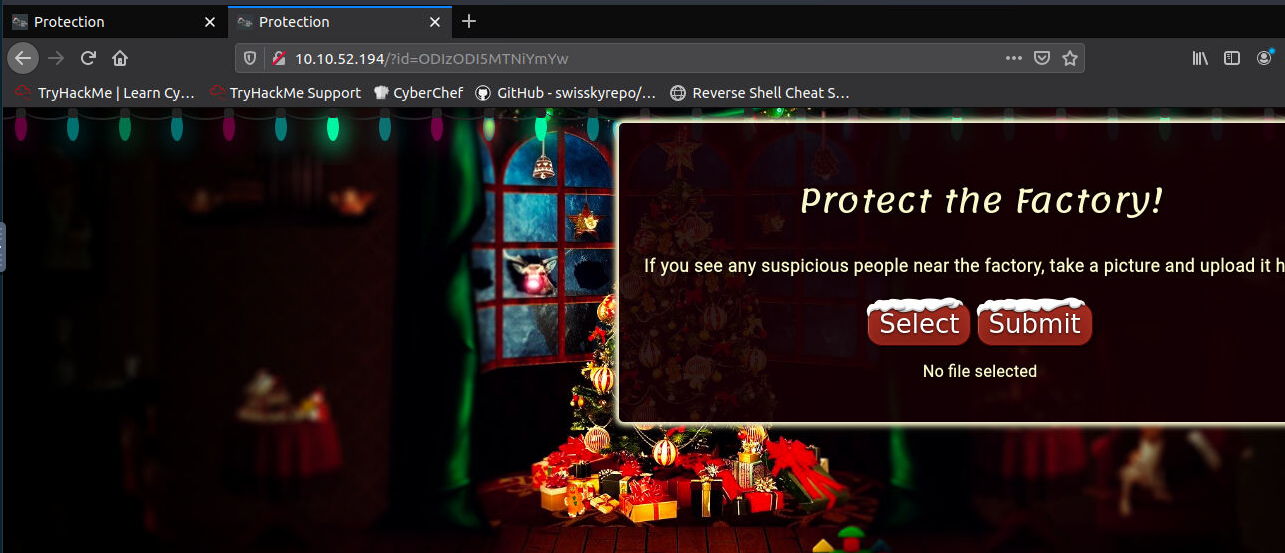 Protection
Protection
10.10.52.194/?id=ODIzODI5MTNiYmYw
TryHackMe | Learn Cy…
TryHackMe Support
CyberChef
GitHub - swisskyrepo/…
Reverse Shell Cheat S…
Protect the Factory!
If you see any suspicious people near the factory, take a picture and upload it h
Select
Submit
No file selected